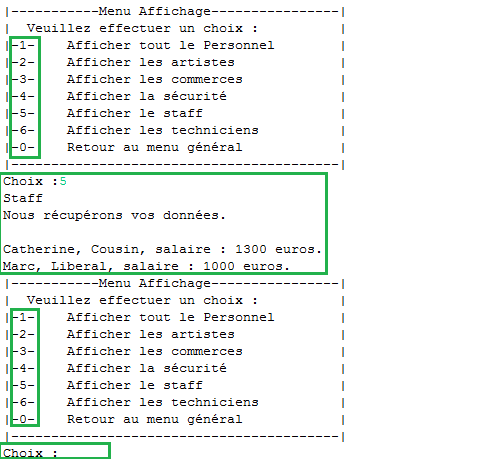 |-----------Menu Affichage----------------|
|  Veuillez effectuer un choix :          |
|-1-    Afficher tout le Personnel        |
|-2-    Afficher les artistes             |
|-3-    Afficher les commerces            |
|-4-    Afficher la sécurité              |
|-5-    Afficher le staff                 |
|-6-    Afficher les techniciens          |
|-0-    Retour au menu général            |
|-----------------------------------------|
Choix :5
Staff
Nous récupérons vos données.

Catherine, Cousin, salaire : 1300 euros.
Marc, Liberal, salaire : 1000 euros.
|-----------Menu Affichage----------------|
|  Veuillez effectuer un choix :          |
|-1-    Afficher tout le Personnel        |
|-2-    Afficher les artistes             |
|-3-    Afficher les commerces            |
|-4-    Afficher la sécurité              |
|-5-    Afficher le staff                 |
|-6-    Afficher les techniciens          |
|-0-    Retour au menu général            |
|-----------------------------------------|
Choix :